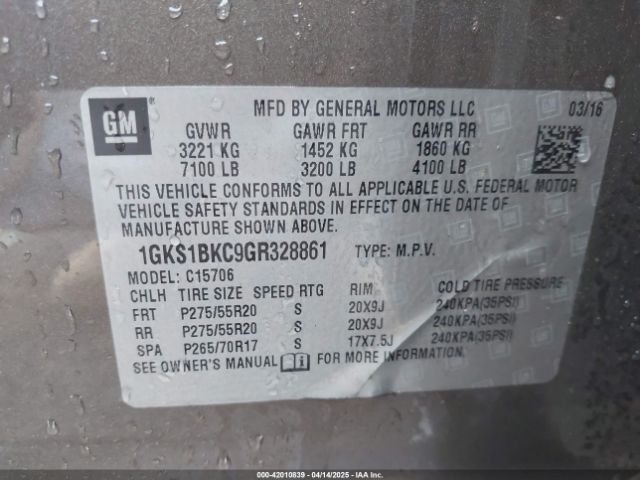 GM ®
MFD BY GENERAL MOTORS LLC 03/16
GVWR GAWR FRT GAWR RR
3221 KG 1452 KG 1860 KG
7100 LB 3200 LB 4100 LB
THIS VEHICLE CONFORMS TO ALL APPLICABLE U.S. FEDERAL MOTOR
VEHICLE SAFETY STANDARDS IN EFFECT ON THE DATE OF
MANUFACTURE SHOWN ABOVE.
1GKS1BKC9GR328861 TYPE: M.P.V.
MODEL: C15706
CHLH TIRE SIZE SPEED RTG RIM COLD TIRE PRESSURE
FRT P275/55R20 S 20X9J 240KPA(35PSI)
RR P275/55R20 S 20X9J 240KPA(35PSI)
SPA P265/70R17 S 17X7.5J 240KPA(35PSI)
SEE OWNER'S MANUAL FOR MORE INFORMATION
000-42010839 - 04/14/2025 - IAAI.COM